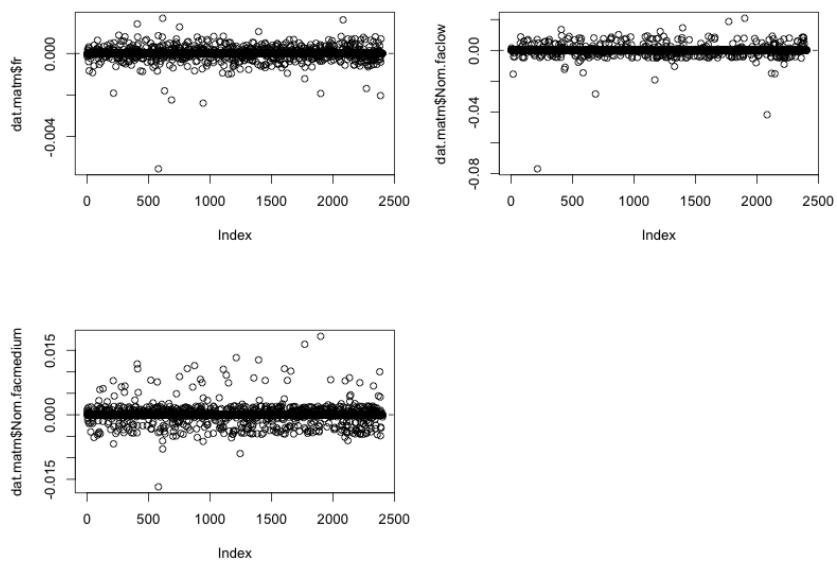 dat.matm$fr
0.000
-0.004
0 500 1000 1500 2000 2500
Index
dat.matm$Nom.faclow
0.00
-0.04
-0.08
0 500 1000 1500 2000 2500
Index
dat.matm$Nom.facmedium
0.015
0.000
-0.015
0 500 1000 1500 2000 2500
Index